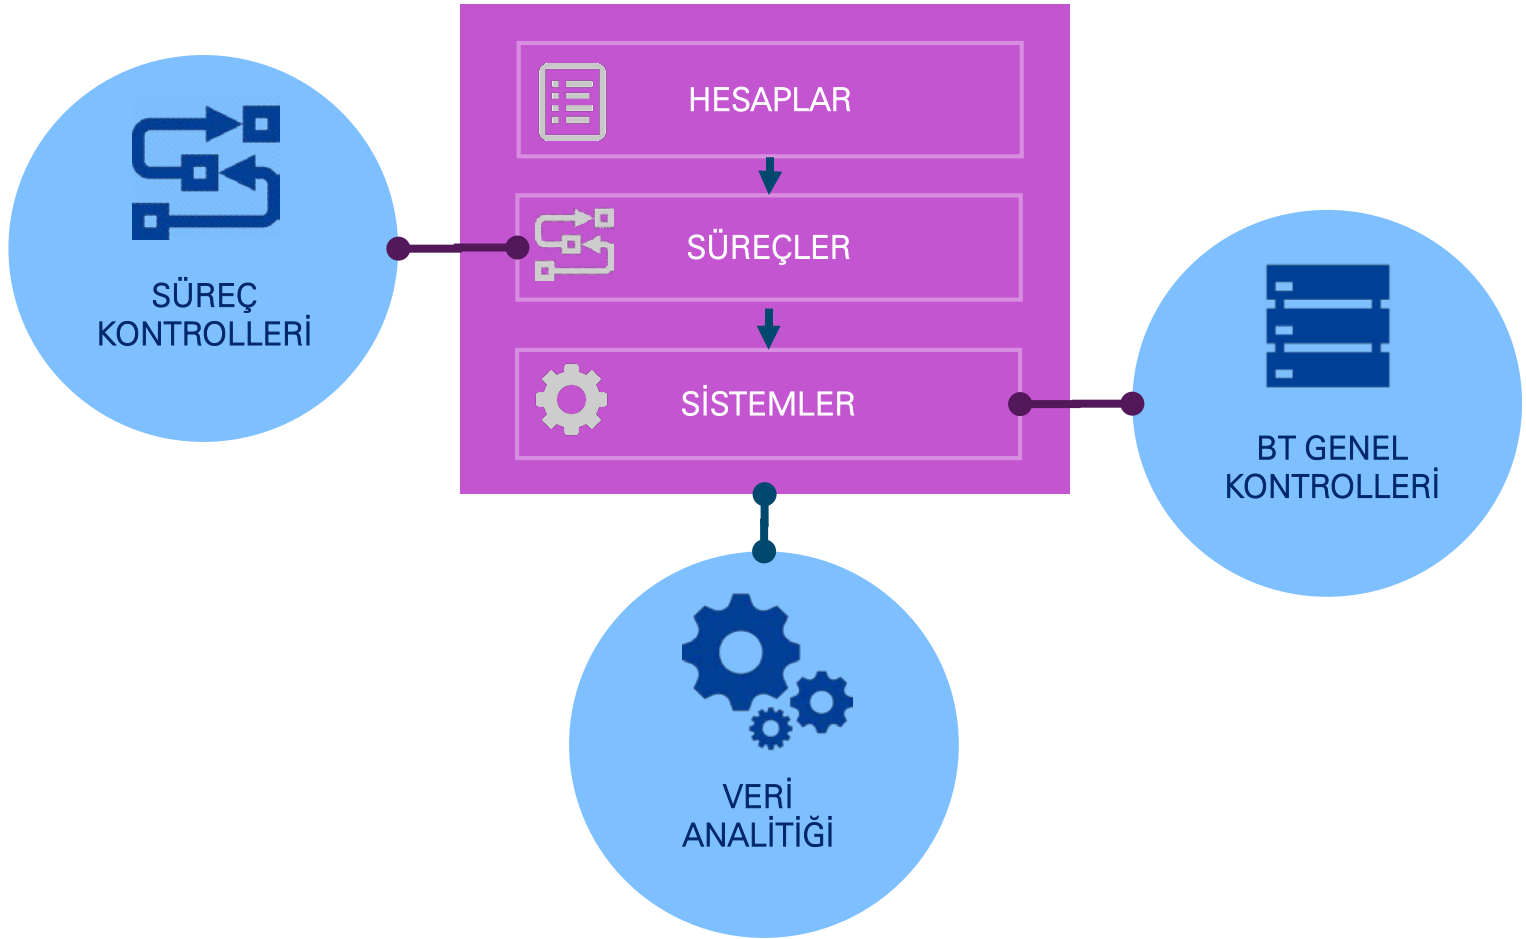 HESAPLAR
SÜREÇLER
SİSTEMLER
SÜREÇ
KONTROLLERİ
BT GENEL
KONTROLLERİ
VERİ
ANALİTİĞİ